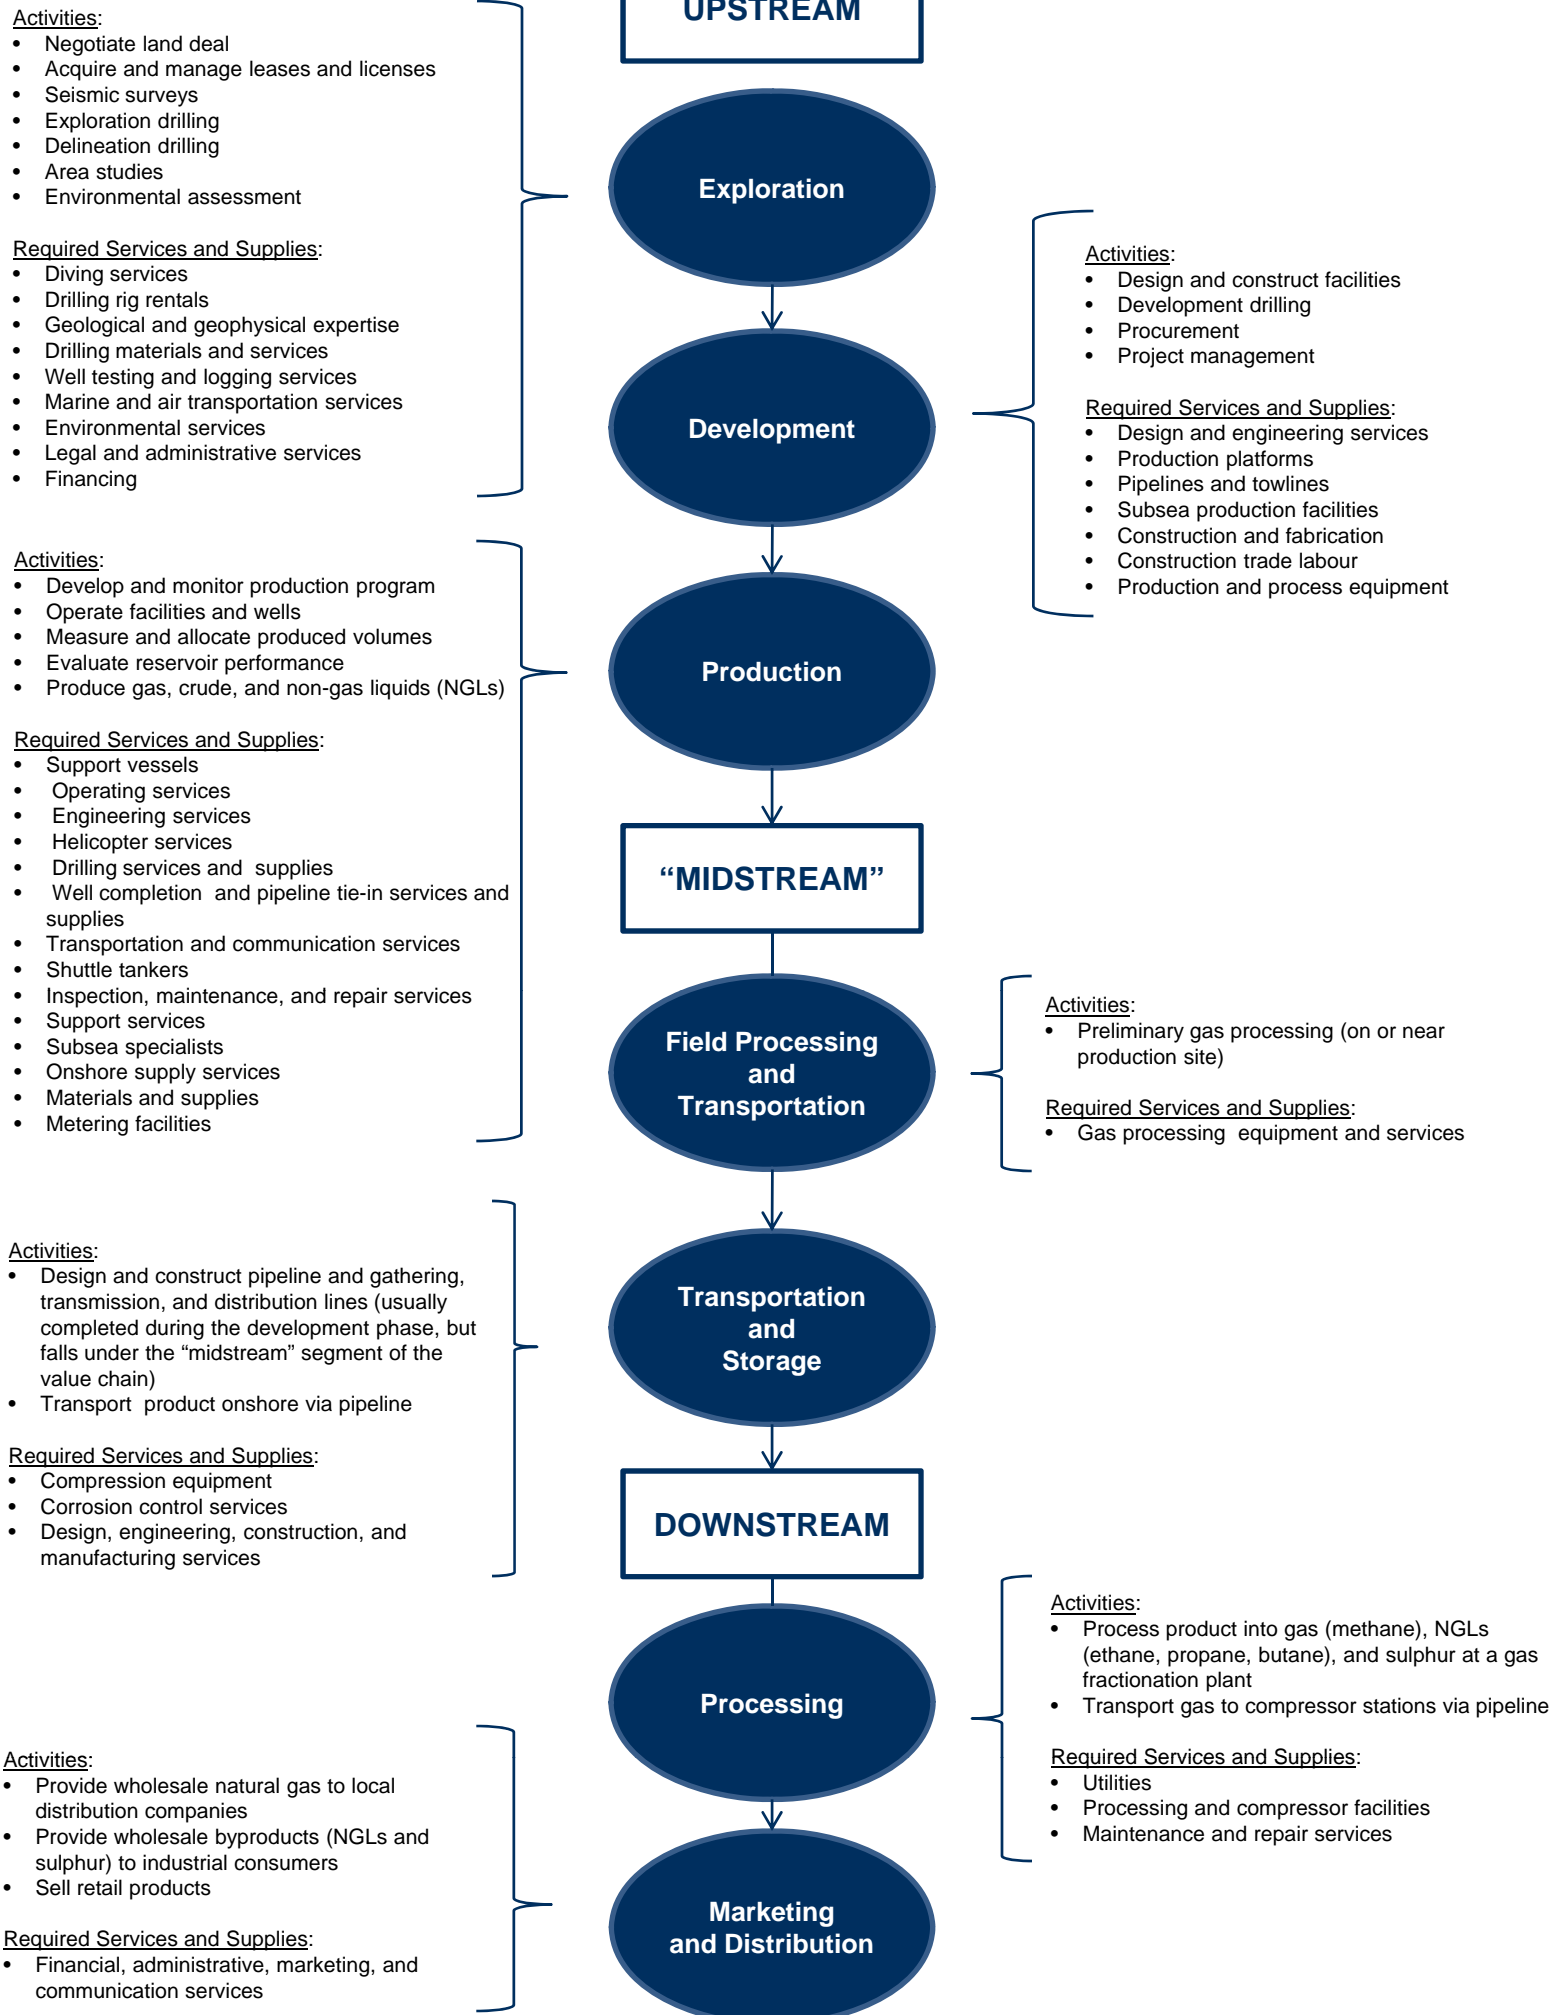 UPSTREAM
Activities:
• Negotiate land deal
• Acquire and manage leases and licenses
• Seismic surveys
• Exploration drilling
• Delineation drilling
• Area studies
• Environmental assessment
Required Services and Supplies:
• Diving services
• Drilling rig rentals
• Geological and geophysical expertise
• Drilling materials and services
• Well testing and logging services
• Marine and air transportation services
• Environmental services
• Legal and administrative services
• Financing
Exploration
Activities:
• Design and construct facilities
• Development drilling
• Procurement
• Project management
Required Services and Supplies:
• Design and engineering services
• Production platforms
• Pipelines and towlines
• Subsea production facilities
• Construction and fabrication
• Construction trade labour
• Production and process equipment
Development
Activities:
• Develop and monitor production program
• Operate facilities and wells
• Measure and allocate produced volumes
• Evaluate reservoir performance
• Produce gas, crude, and non-gas liquids (NGLs)
Required Services and Supplies:
• Support vessels
• Operating services
• Engineering services
• Helicopter services
• Drilling services and supplies
• Well completion and pipeline tie-in services and
supplies
• Transportation and communication services
• Shuttle tankers
• Inspection, maintenance, and repair services
• Support services
• Subsea specialists
• Onshore supply services
• Materials and supplies
• Metering facilities
Production
“MIDSTREAM”
Field Processing
and
Transportation
Activities:
• Preliminary gas processing (on or near
production site)
Required Services and Supplies:
• Gas processing equipment and services
Activities:
• Design and construct pipeline and gathering,
transmission, and distribution lines (usually
completed during the development phase, but
falls under the “midstream” segment of the
value chain)
• Transport product onshore via pipeline
Required Services and Supplies:
• Compression equipment
• Corrosion control services
• Design, engineering, construction, and
manufacturing services
Transportation
and
Storage
DOWNSTREAM
Processing
Activities:
• Process product into gas (methane), NGLs
(ethane, propane, butane), and sulphur at a gas
fractionation plant
• Transport gas to compressor stations via pipeline
Required Services and Supplies:
• Utilities
• Processing and compressor facilities
• Maintenance and repair services
Activities:
• Provide wholesale natural gas to local
distribution companies
• Provide wholesale byproducts (NGLs and
sulphur) to industrial consumers
• Sell retail products
Required Services and Supplies:
• Financial, administrative, marketing, and
communication services
Marketing
and Distribution